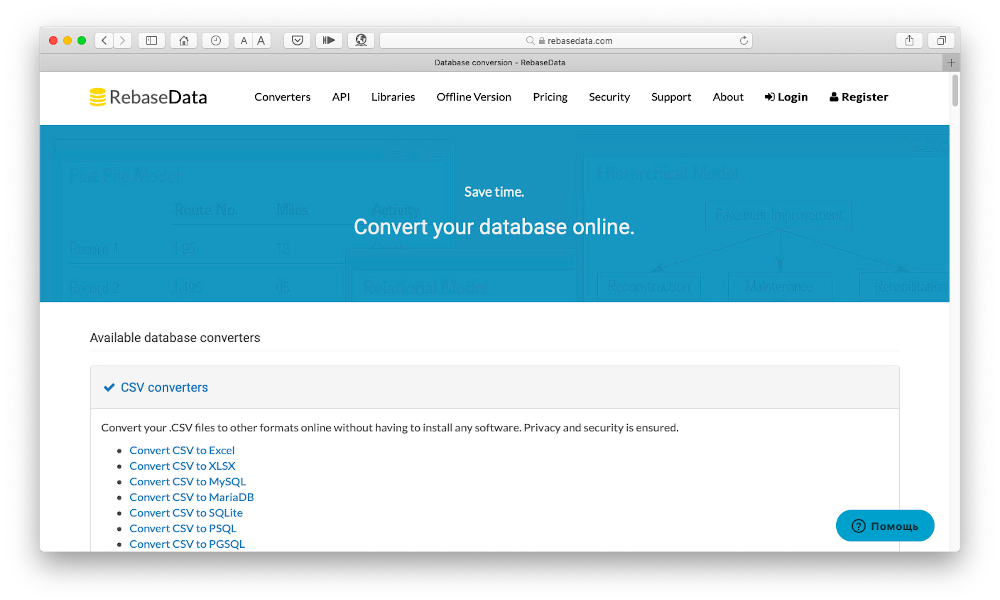 rebasedata.com
Database conversion – RebaseData
RebaseData
Converters API Libraries Offline Version Pricing Security Support About Login Register
Flat File Model
Hierarchical Model
Route No. Miles Activity
Pavement Improvement
Save time.
Convert your database online.
Record 1 I-95 12
Record 2 I-495 05
Relational Model
Reconstruction Maintenance Rehabilitation
Available database converters
CSV converters
Convert your .CSV files to other formats online without having to install any software. Privacy and security is ensured.
Convert CSV to Excel
Convert CSV to XLSX
Convert CSV to MySQL
Convert CSV to MariaDB
Convert CSV to SQLite
Convert CSV to PSQL
Convert CSV to PGSQL
Помощь